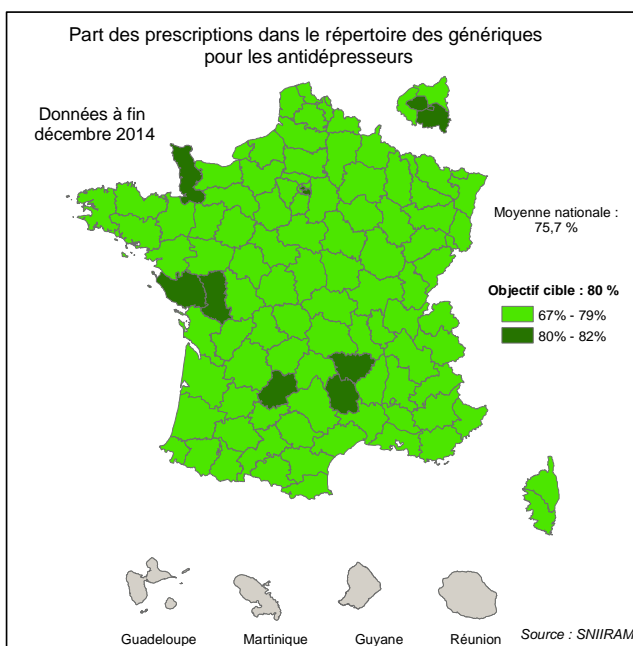 Part des prescriptions dans le répertoire des génériques
pour les antidépresseurs
Données à fin
décembre 2014
Moyenne nationale :
75,7 %
Objectif cible : 80 %
67% - 79%
80% - 82%
Guadeloupe
Martinique
Guyane
Réunion
Source : SNIIRAM